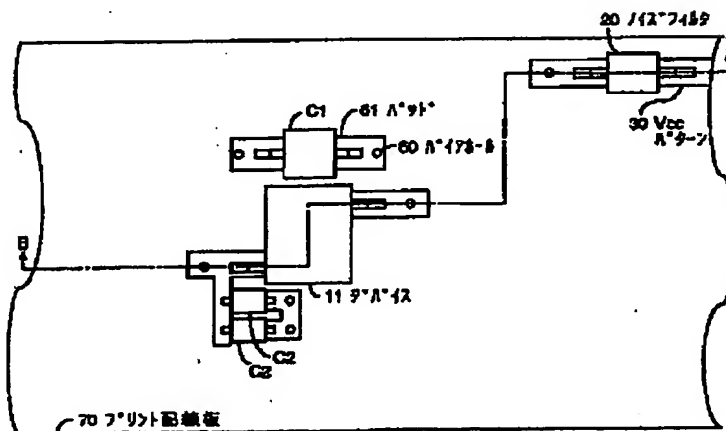 20 ノイズフィルタ
C1
61 パッド
60 バイアホール
30 Vcc
パターン
B
11 デバイス
C2
C2
70 プリント配線板